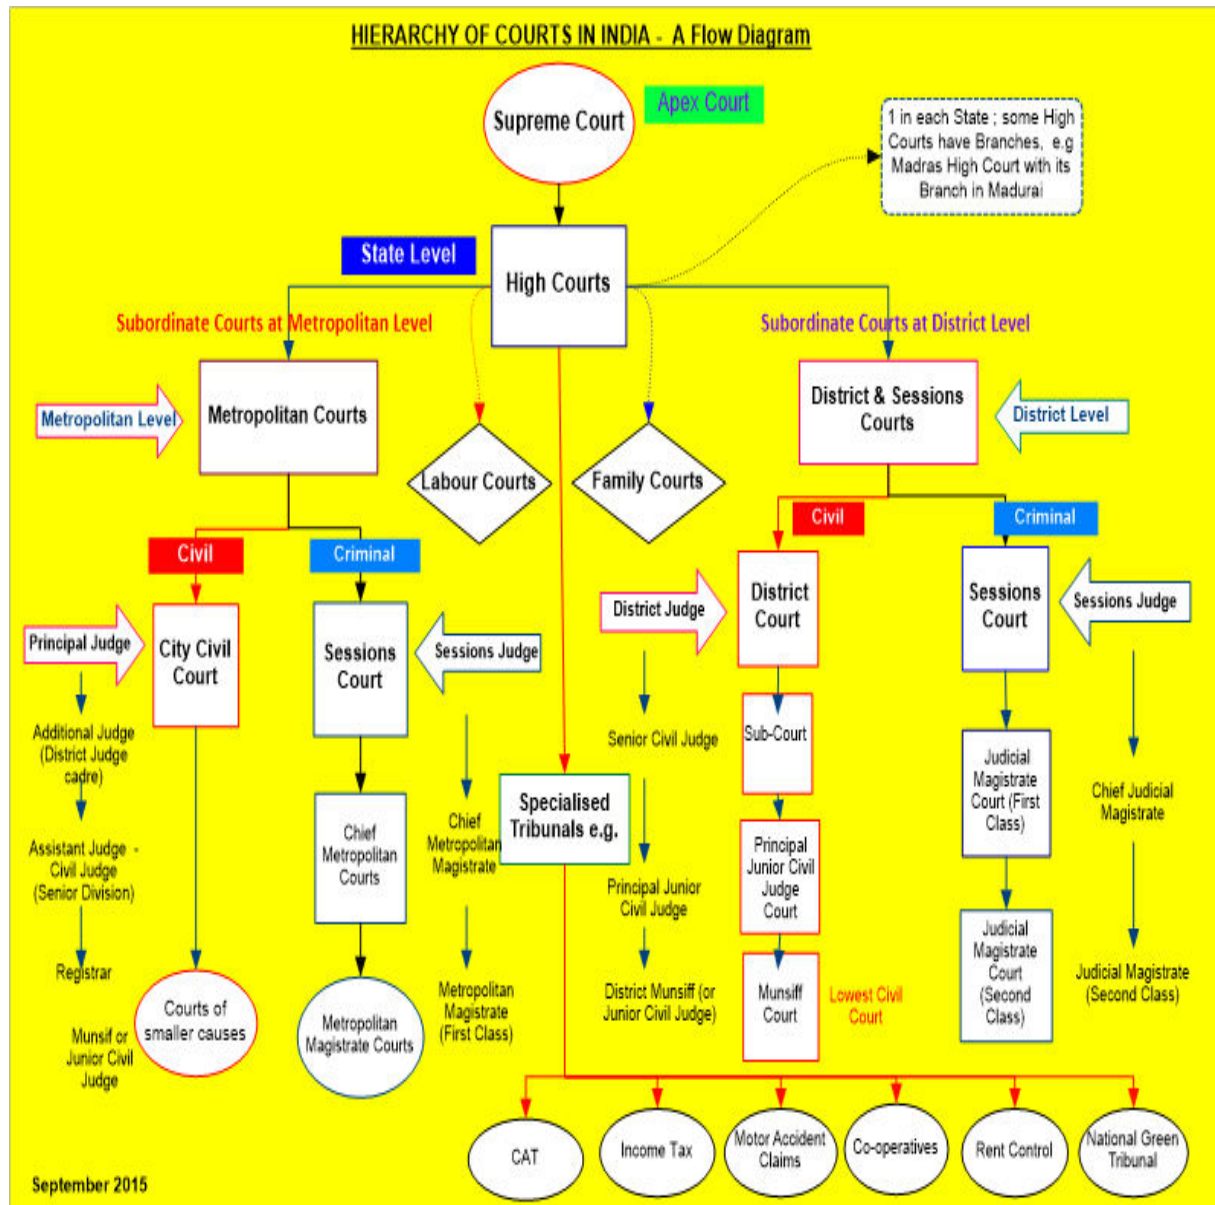 HIERARCHY OF COURTS IN INDIA -  A Flow Diagram
Supreme Court
Apex Court
1 in each State ; some High
Courts have Branches,  e.g
Madras High Court with its
Branch in Madurai
State Level
High Courts
Subordinate Courts at Metropolitan Level
Subordinate Courts at District Level
Metropolitan Level
Metropolitan Courts
Labour Courts
Family Courts
District & Sessions
Courts
District Level
Civil
Criminal
Civil
Criminal
Principal Judge
City Civil
Court
Sessions
Court
Sessions Judge
District Judge
District
Court
Sessions
Court
Sessions Judge
Additional Judge
(District Judge
cadre)
Assistant Judge  -
Civil Judge
(Senior Division)
Registrar
Munsif or
Junior Civil
Judge
Courts of
smaller causes
Chief
Metropolitan
Courts
Metropolitan
Magistrate Courts
Chief
Metropolitan
Magistrate
Metropolitan
Magistrate
(First Class)
Specialised
Tribunals e.g.
Senior Civil Judge
Principal Junior
Civil Judge
District Munsiff (or
Junior Civil Judge)
Sub-Court
Principal
Junior Civil
Judge
Court
Munsiff
Court
Lowest Civil
Court
Judicial
Magistrate
Court (First
Class)
Judicial
Magistrate
Court
(Second
Class)
Chief Judicial
Magistrate
Judicial Magistrate
(Second Class)
CAT
Income Tax
Motor Accident
Claims
Co-operatives
Rent Control
National Green
Tribunal
September 2015